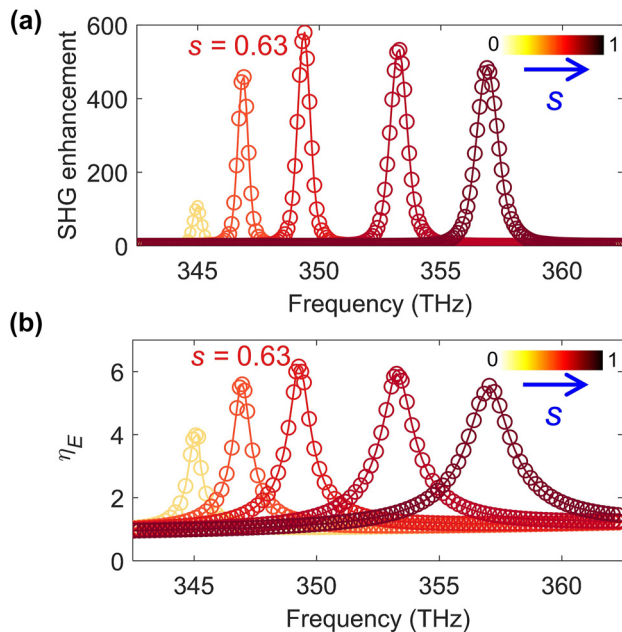 (a)
600
400
200
0
SHG enhancement
s = 0.63
0 1
s
345 350 355 360
Frequency (THz)
(b)
6
4
2
0
ηE
s = 0.63
0 1
s
345 350 355 360
Frequency (THz)